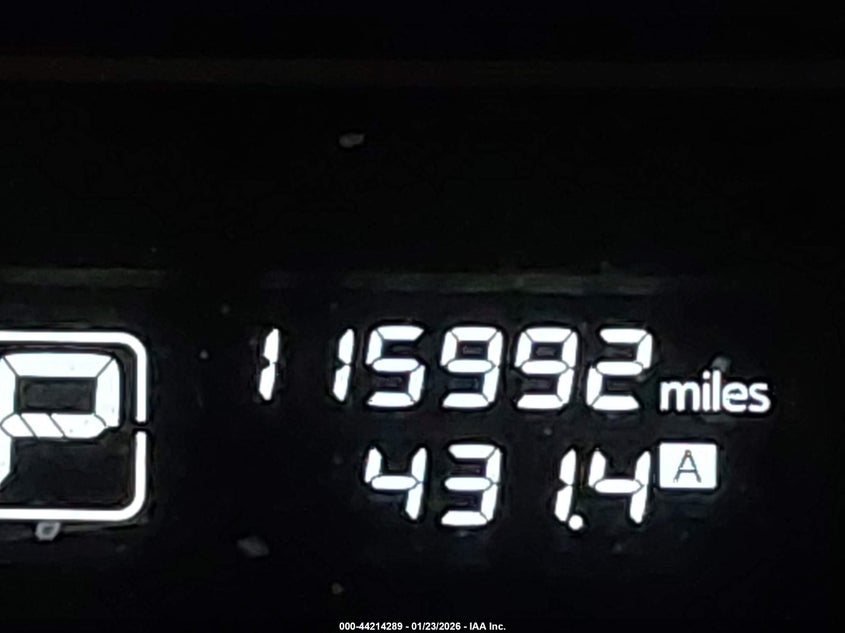 P
115992 miles
431.4 A
000-44214289 - 01/23/2026 - IAA Inc.